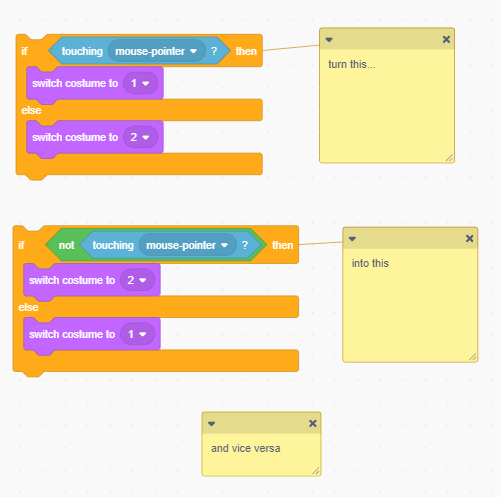 if touching mouse-pointer ? then
turn this...
switch costume to 1
else
switch costume to 2
if not touching mouse-pointer ? then
into this
switch costume to 2
else
switch costume to 1
and vice versa